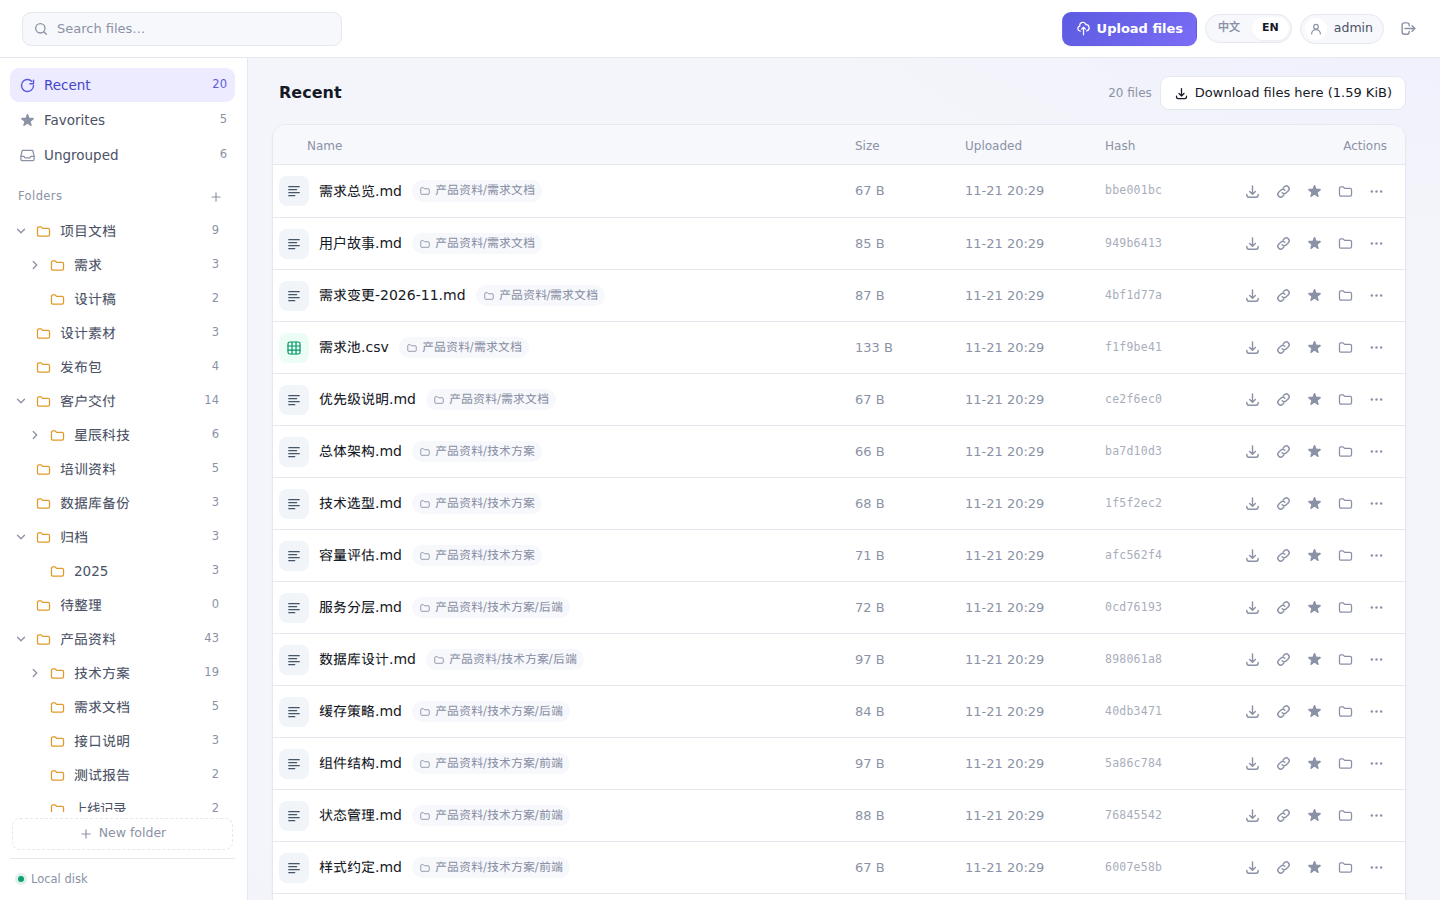 Search files...
Upload files
中文
EN
admin
Recent 20
Favorites 5
Ungrouped 6
Folders
项目文档 9
需求 3
设计稿 2
设计素材 3
发布包 4
客户交付 14
星辰科技 6
培训资料 5
数据库备份 3
归档 3
2025 3
待整理 0
产品资料 43
技术方案 19
需求文档 5
接口说明 3
测试报告 2
上线记录 2
New folder
Local disk
Recent
20 files
Download files here (1.59 KiB)
Name Size Uploaded Hash Actions
需求总览.md 产品资料/需求文档 67 B 11-21 20:29 bbe001bc
用户故事.md 产品资料/需求文档 85 B 11-21 20:29 949b6413
需求变更-2026-11.md 产品资料/需求文档 87 B 11-21 20:29 4bf1d77a
需求池.csv 产品资料/需求文档 133 B 11-21 20:29 f1f9be41
优先级说明.md 产品资料/需求文档 67 B 11-21 20:29 ce2f6ec0
总体架构.md 产品资料/技术方案 66 B 11-21 20:29 ba7d10d3
技术选型.md 产品资料/技术方案 68 B 11-21 20:29 1f5f2ec2
容量评估.md 产品资料/技术方案 71 B 11-21 20:29 afc562f4
服务分层.md 产品资料/技术方案/后端 72 B 11-21 20:29 0cd76193
数据库设计.md 产品资料/技术方案/后端 97 B 11-21 20:29 898061a8
缓存策略.md 产品资料/技术方案/后端 84 B 11-21 20:29 40db3471
组件结构.md 产品资料/技术方案/前端 97 B 11-21 20:29 5a86c784
状态管理.md 产品资料/技术方案/前端 88 B 11-21 20:29 76845542
样式约定.md 产品资料/技术方案/前端 67 B 11-21 20:29 6007e58b